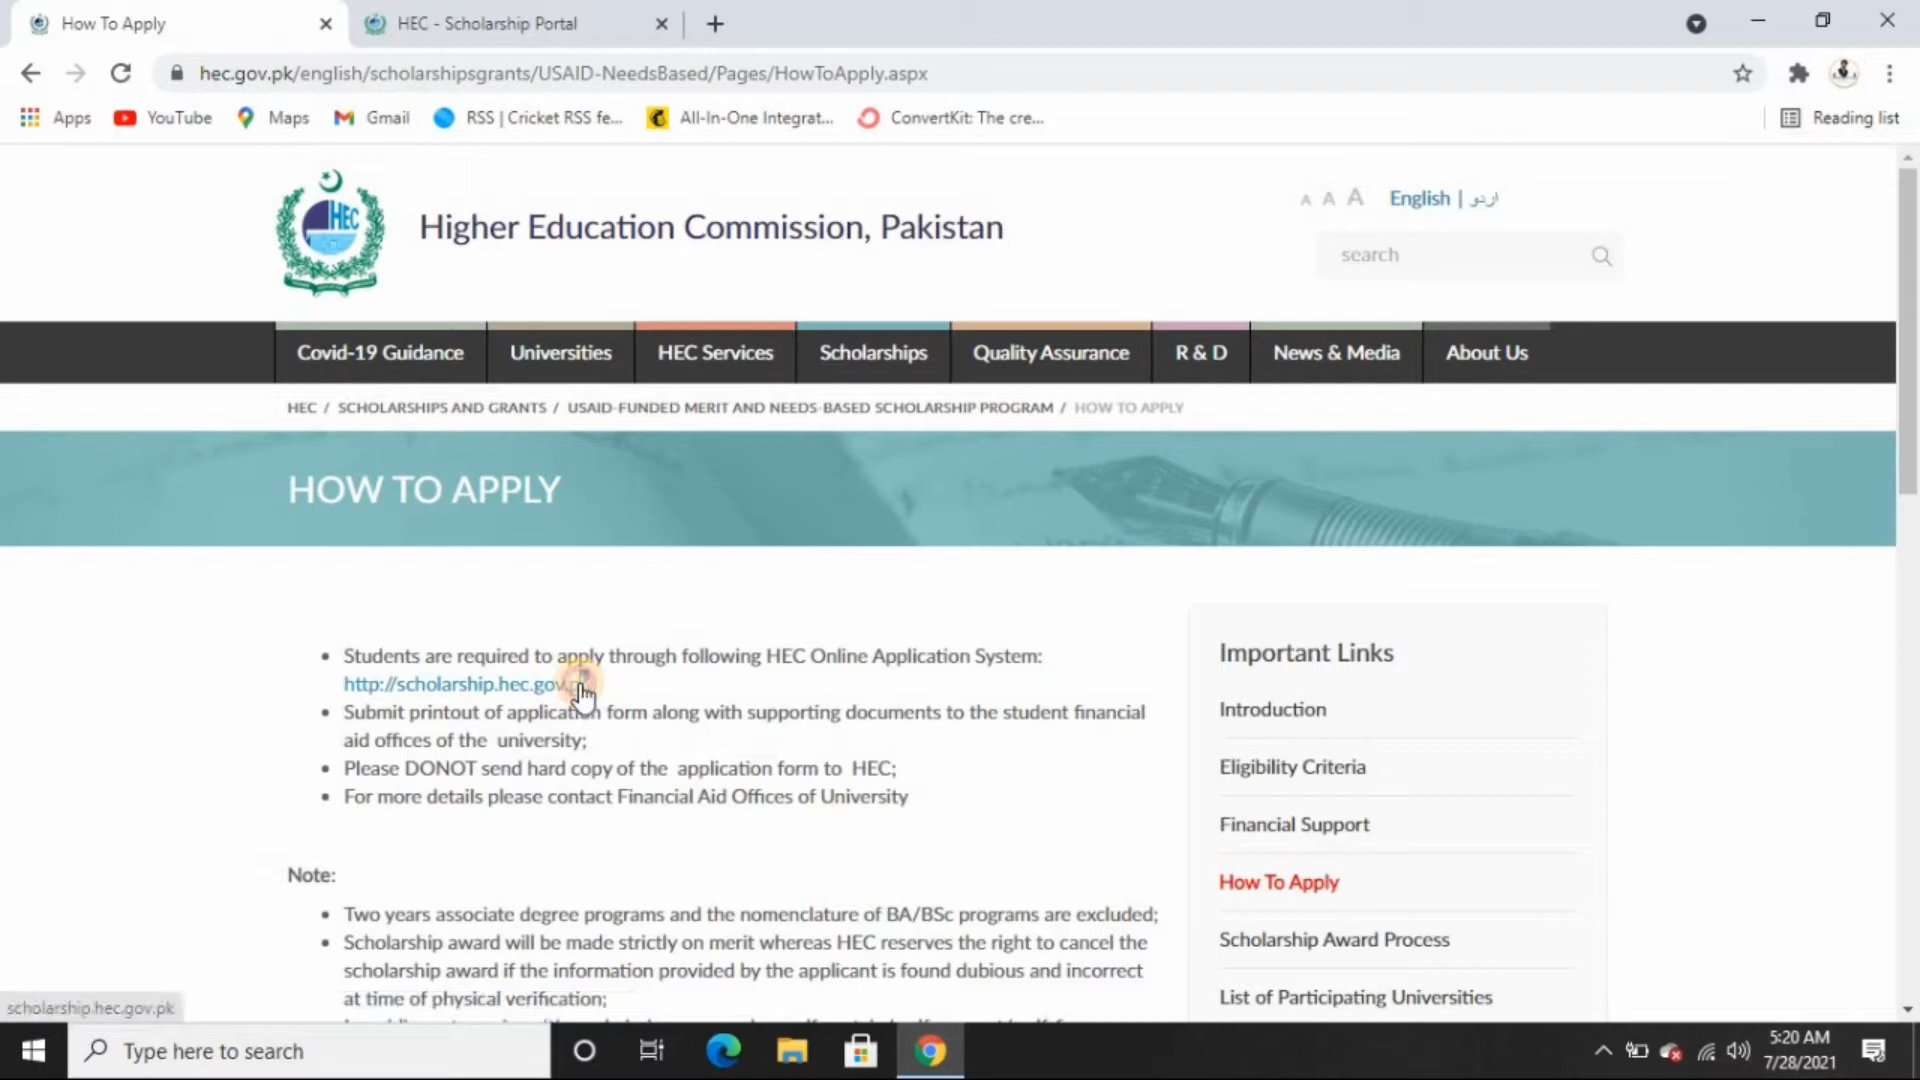 How To Apply
HEC - Scholarship Portal
hec.gov.pk/english/scholarshipsgrants/USAID-NeedsBased/Pages/HowToApply.aspx
Apps YouTube Maps Gmail RSS | Cricket RSS fe... All-In-One Integrat... ConvertKit: The cre... Reading list
HEC
Higher Education Commission, Pakistan
A A A English | اردو
search
Covid-19 Guidance Universities HEC Services Scholarships Quality Assurance R & D News & Media About Us
HEC / SCHOLARSHIPS AND GRANTS / USAID-FUNDED MERIT AND NEEDS-BASED SCHOLARSHIP PROGRAM / HOW TO APPLY
HOW TO APPLY
• Students are required to apply through following HEC Online Application System:
http://scholarship.hec.gov.
• Submit printout of application form along with supporting documents to the student financial
aid offices of the university;
• Please DONOT send hard copy of the application form to HEC;
• For more details please contact Financial Aid Offices of University
Note:
• Two years associate degree programs and the nomenclature of BA/BSc programs are excluded;
• Scholarship award will be made strictly on merit whereas HEC reserves the right to cancel the
scholarship award if the information provided by the applicant is found dubious and incorrect
at time of physical verification;
Important Links
Introduction
Eligibility Criteria
Financial Support
How To Apply
Scholarship Award Process
List of Participating Universities
scholarship.hec.gov.pk
Type here to search
5:20 AM
7/28/2021